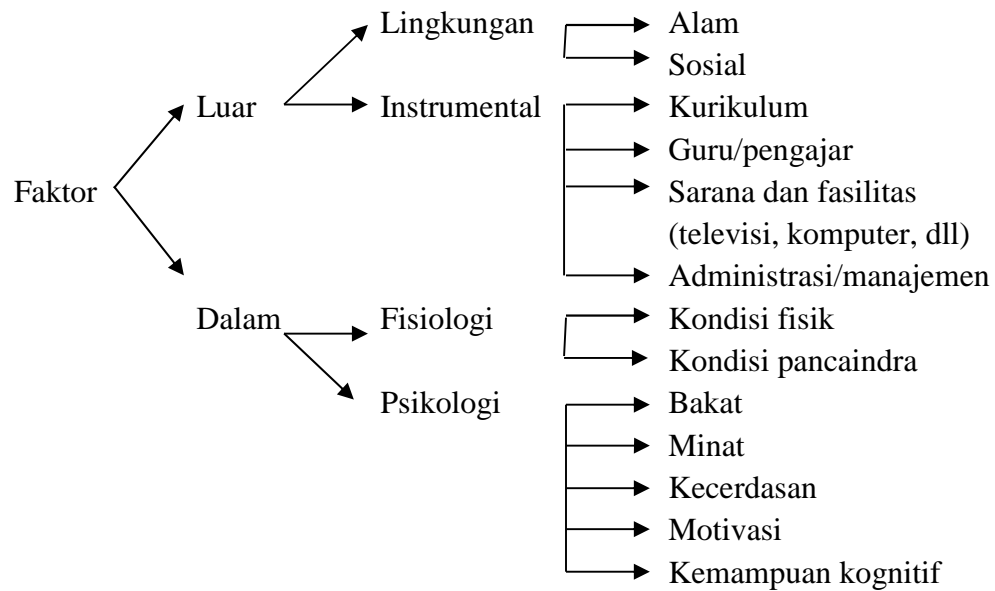 Lingkungan
Alam
Sosial
Luar
Instrumental
Kurikulum
Guru/pengajar
Faktor
Sarana dan fasilitas
(televisi, komputer, dll)
Administrasi/manajemen
Dalam
Fisiologi
Kondisi fisik
Kondisi pancaindra
Psikologi
Bakat
Minat
Kecerdasan
Motivasi
Kemampuan kognitif